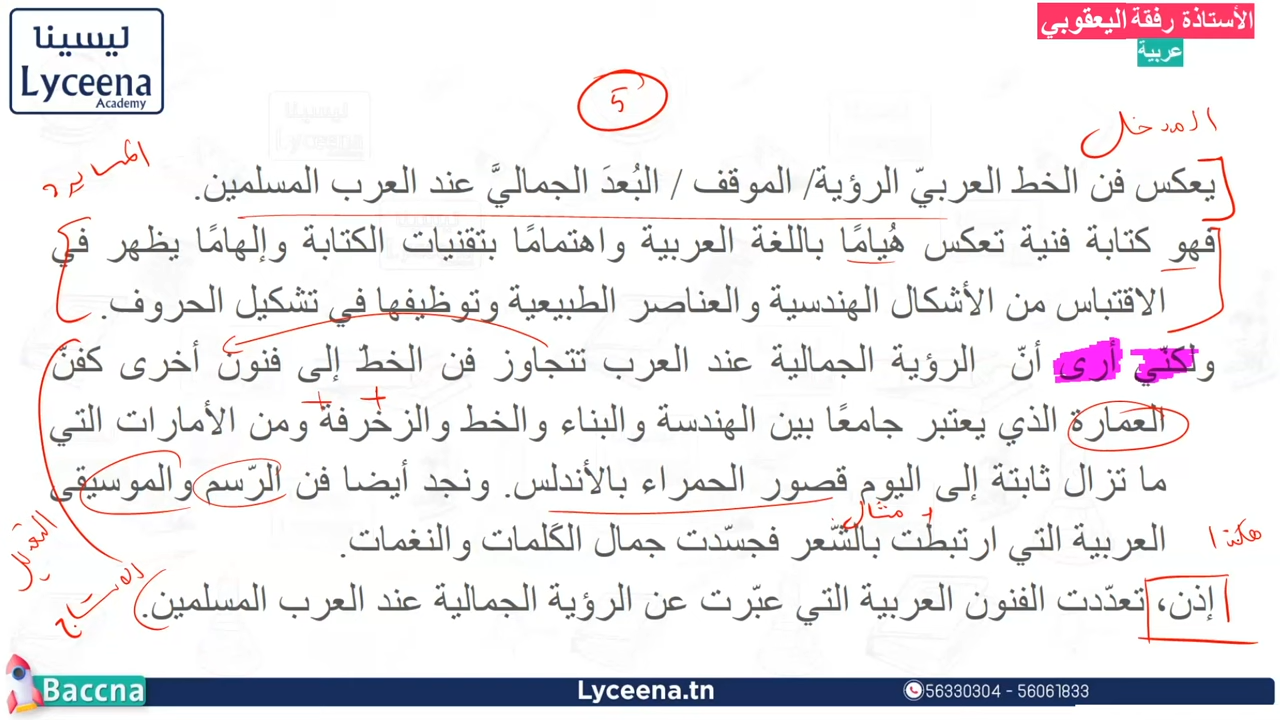 ليسينا
Lyceena
Academy
الأستاذة رفقة اليعقوبي
عربية
5
المدخل
المسايرة
يعكس فن الخط العربيّ الرؤية/ الموقف / البُعدَ الجماليَّ عند العرب المسلمين.
فهو كتابة فنية تعكس هُيامًا باللغة العربية واهتمامًا بتقنيات الكتابة وإلهامًا يظهر في
الاقتباس من الأشكال الهندسية والعناصر الطبيعية وتوظيفها في تشكيل الحروف.
ولكنّي أرى أنّ الرؤية الجمالية عند العرب تتجاوز فن الخطّ إلى فنون أخرى كفنّ
العمارة الذي يعتبر جامعًا بين الهندسة والبناء والخط والزخرفة ومن الأمارات التي
ما تزال ثابتة إلى اليوم قصور الحمراء بالأندلس. ونجد أيضا فن الرّسم والموسيقى
+ مثال
العربية التي ارتبطت بالشّعر فجسّدت جمال الكَلمات والنغمات.
هكذا
التعديل
إذن، تعدّدت الفنون العربية التي عبّرت عن الرؤية الجمالية عند العرب المسلمين.
الاستنتاج
Baccna
Lyceena.tn
56330304 - 56061833